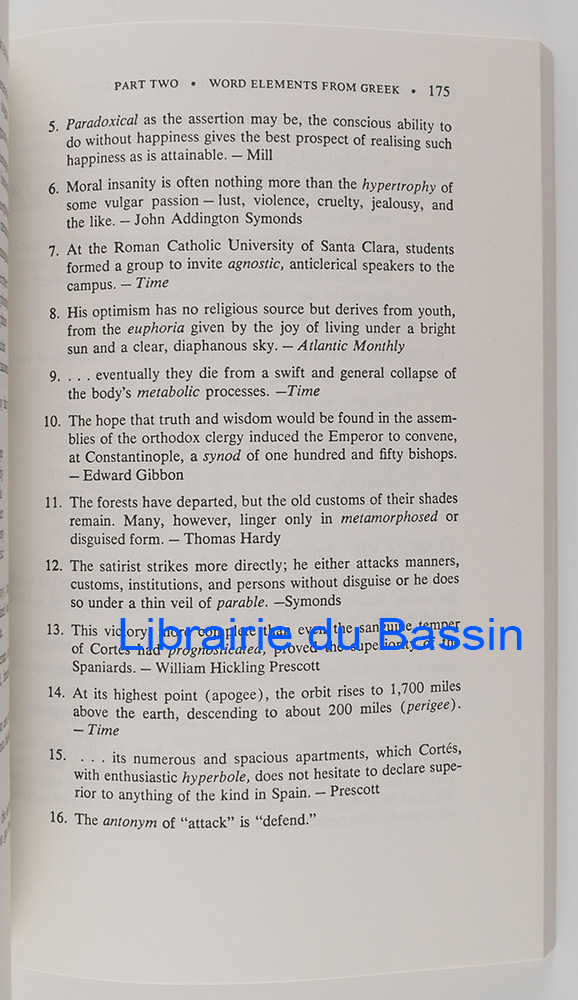 PART TWO • WORD ELEMENTS FROM GREEK • 175
5. Paradoxical as the assertion may be, the conscious ability to
do without happiness gives the best prospect of realising such
happiness as is attainable. — Mill
6. Moral insanity is often nothing more than the hypertrophy of
some vulgar passion — lust, violence, cruelty, jealousy, and
the like. — John Addington Symonds
7. At the Roman Catholic University of Santa Clara, students
formed a group to invite agnostic, anticlerical speakers to the
campus. — Time
8. His optimism has no religious source but derives from youth,
from the euphoria given by the joy of living under a bright
sun and a clear, diaphanous sky. — Atlantic Monthly
9. . . . eventually they die from a swift and general collapse of
the body's metabolic processes. —Time
10. The hope that truth and wisdom would be found in the assem-
blies of the orthodox clergy induced the Emperor to convene,
at Constantinople, a synod of one hundred and fifty bishops.
— Edward Gibbon
11. The forests have departed, but the old customs of their shades
remain. Many, however, linger only in metamorphosed or
disguised form. — Thomas Hardy
12. The satirist strikes more directly; he either attacks manners,
customs, institutions, and persons without disguise or he does
so under a thin veil of parable. —Symonds
13. This victory, more complete than even the sanguine temper
of Cortés had prognosticated, proved the superiority of the
Spaniards. — William Hickling Prescott
Librairie du Bassin
14. At its highest point (apogee), the orbit rises to 1,700 miles
above the earth, descending to about 200 miles (perigee).
— Time
15. . . . its numerous and spacious apartments, which Cortés,
with enthusiastic hyperbole, does not hesitate to declare supe-
rior to anything of the kind in Spain. — Prescott
16. The antonym of "attack" is "defend."